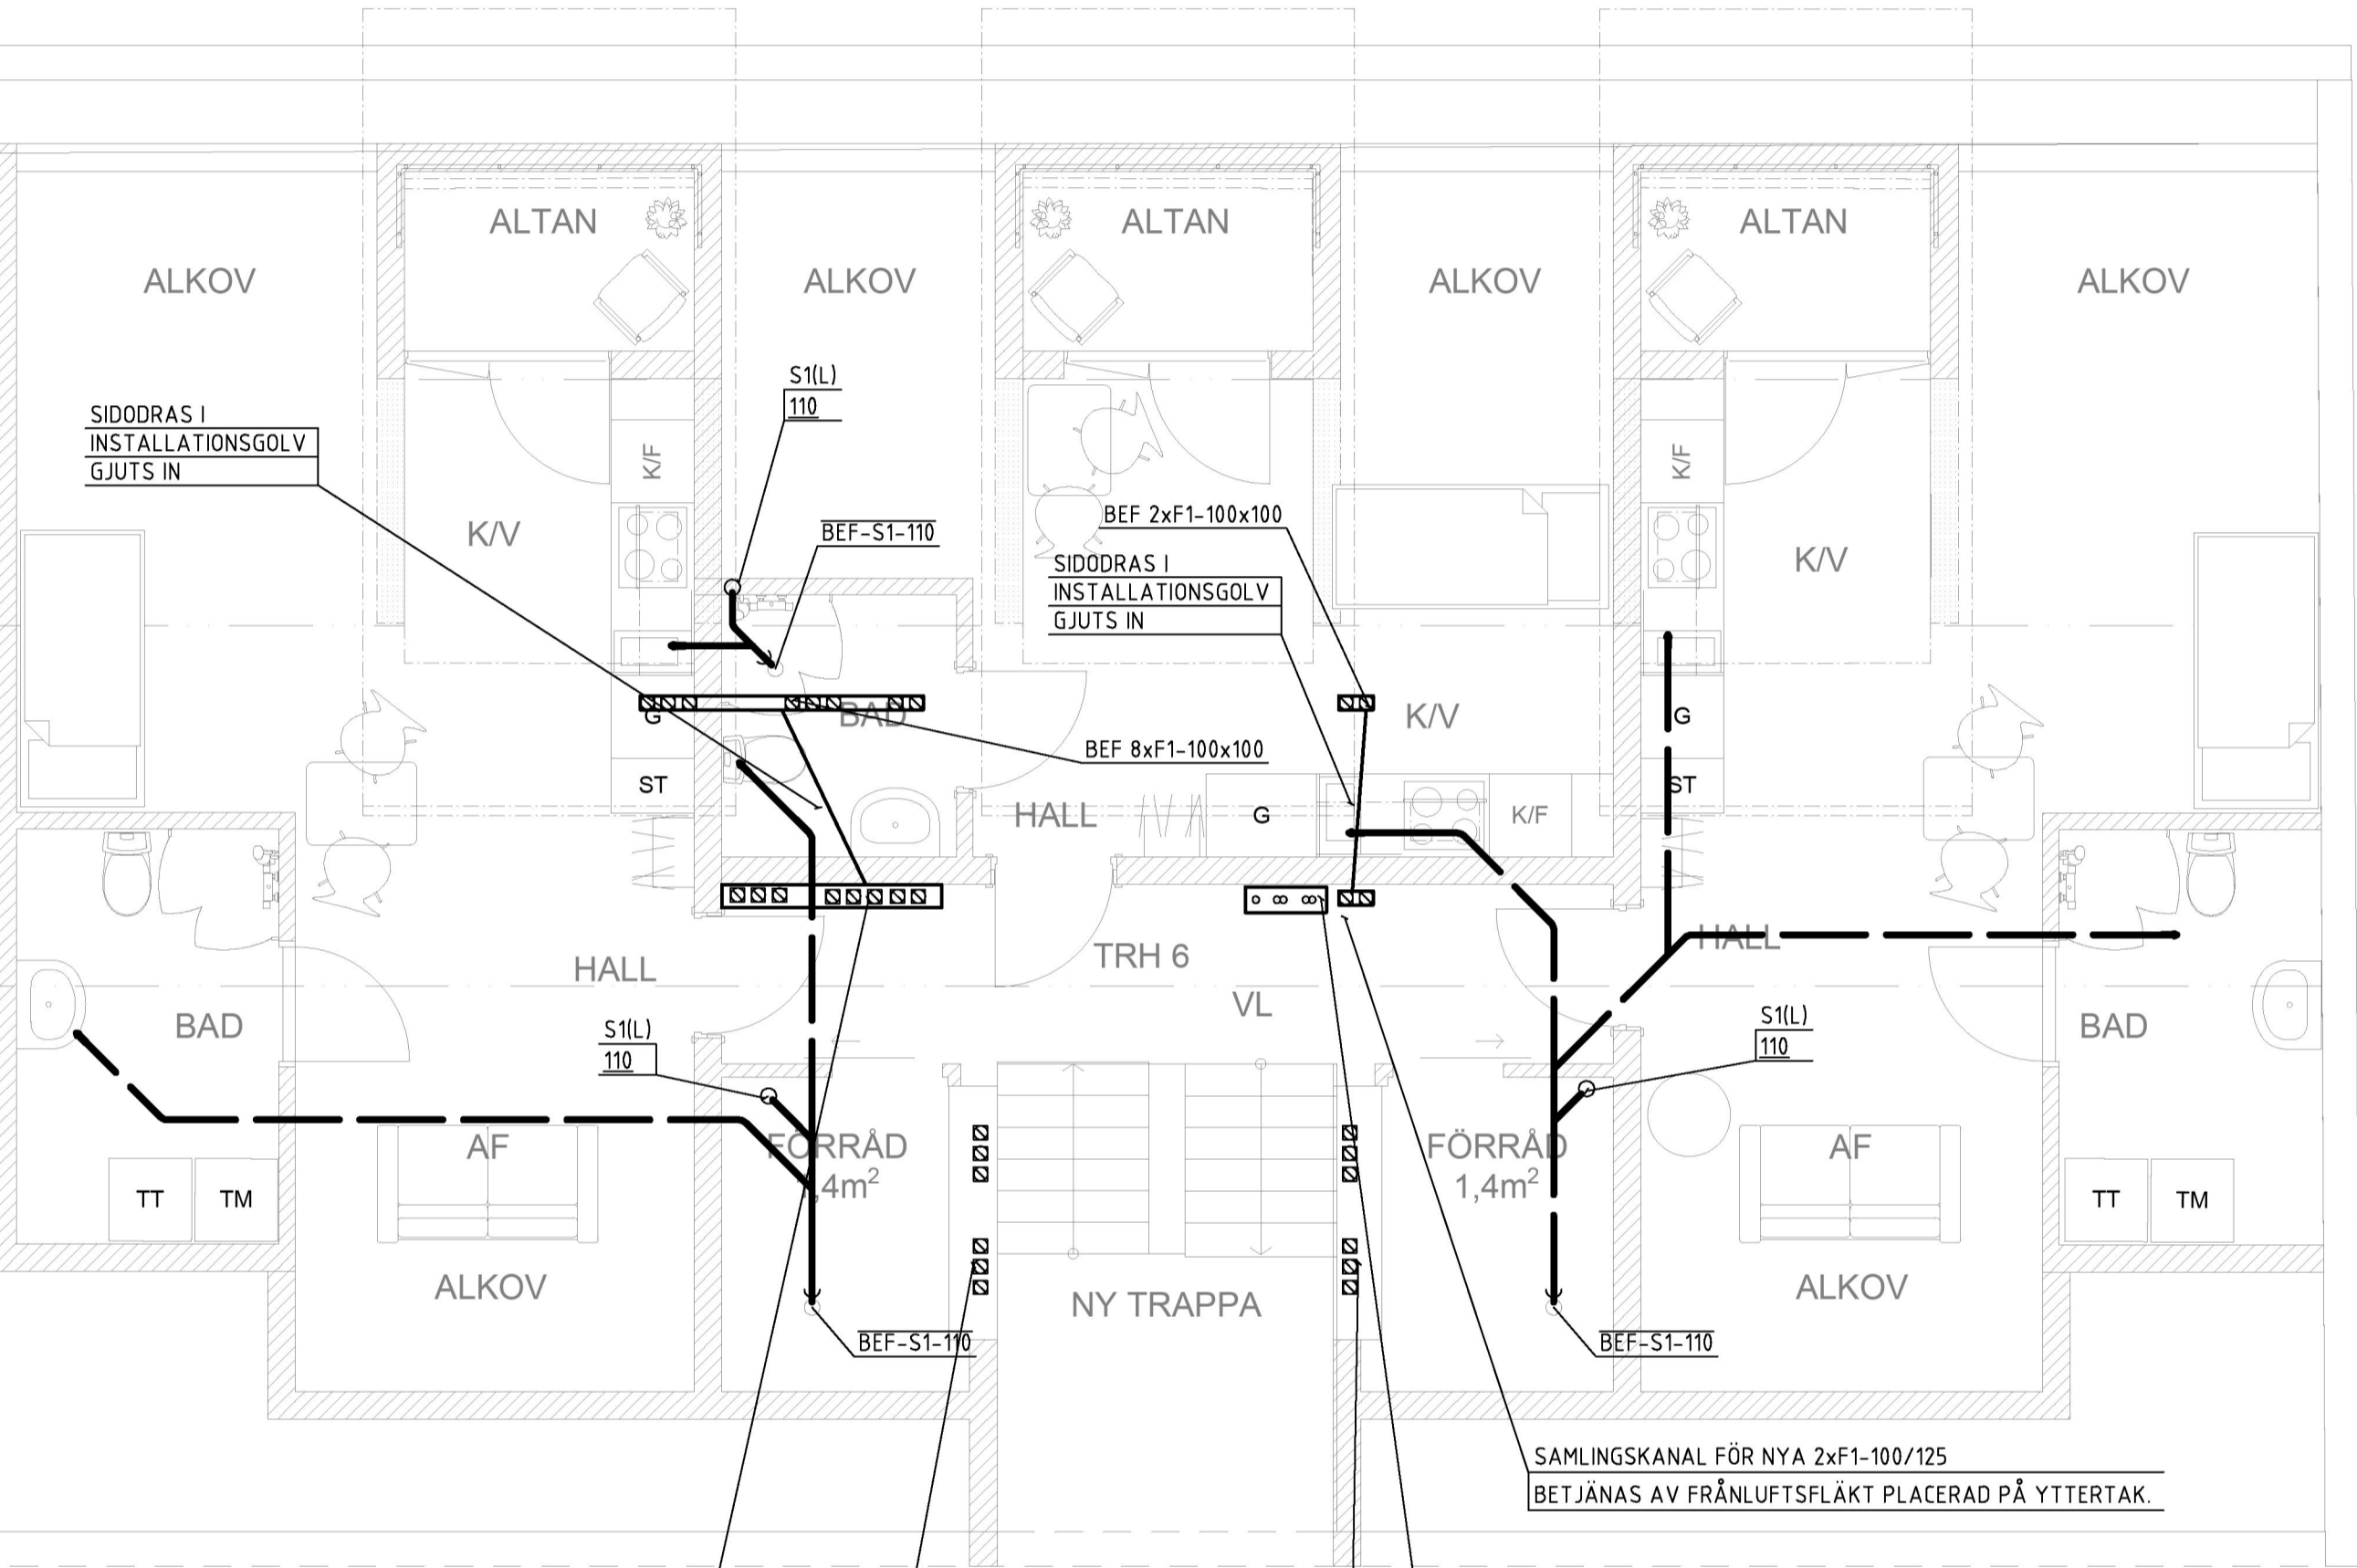 ALTAN
ALTAN
ALTAN
ALKOV
ALKOV
ALKOV
ALKOV
S1(L)
110
SIDODRAS I
INSTALLATIONSGOLV
GJUTS IN
K/F
K/F
K/V
BEF-S1-110
BEF 2xF1-100x100
SIDODRAS I
INSTALLATIONSGOLV
GJUTS IN
K/V
G
BAD
K/V
G
BEF 8xF1-100x100
ST
ST
HALL
G
K/F
HALL
TRH 6
HALL
VL
BAD
S1(L)
110
S1(L)
110
BAD
AF
FÖRRÅD
1,4m²
FÖRRÅD
1,4m²
AF
TT
TM
TT
TM
ALKOV
NY TRAPPA
ALKOV
BEF-S1-110
BEF-S1-110
SAMLINGSKANAL FÖR NYA 2xF1-100/125
BETJÄNAS AV FRÅNLUFTSFLÄKT PLACERAD PÅ YTTERTAK.